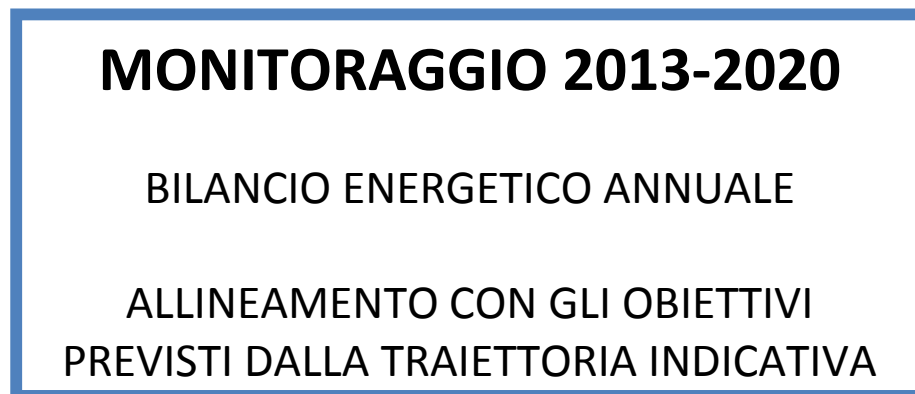 MONITORAGGIO 2013-2020
BILANCIO ENERGETICO ANNUALE
ALLINEAMENTO CON GLI OBIETTIVI
PREVISTI DALLA TRAIETTORIA INDICATIVA